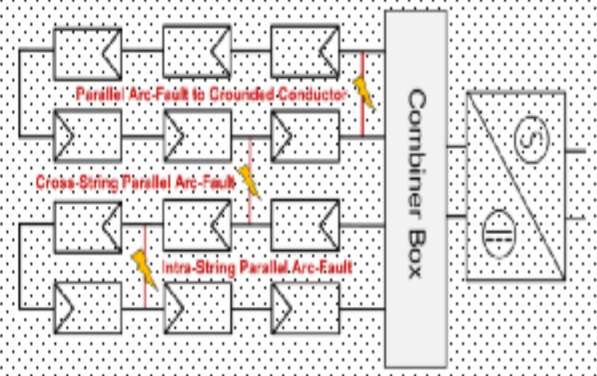 Parallel Arc-Fault to Grounded Conductor
Cross-String Parallel Arc-Fault
Intra-String Parallel Arc-Fault
Combiner Box